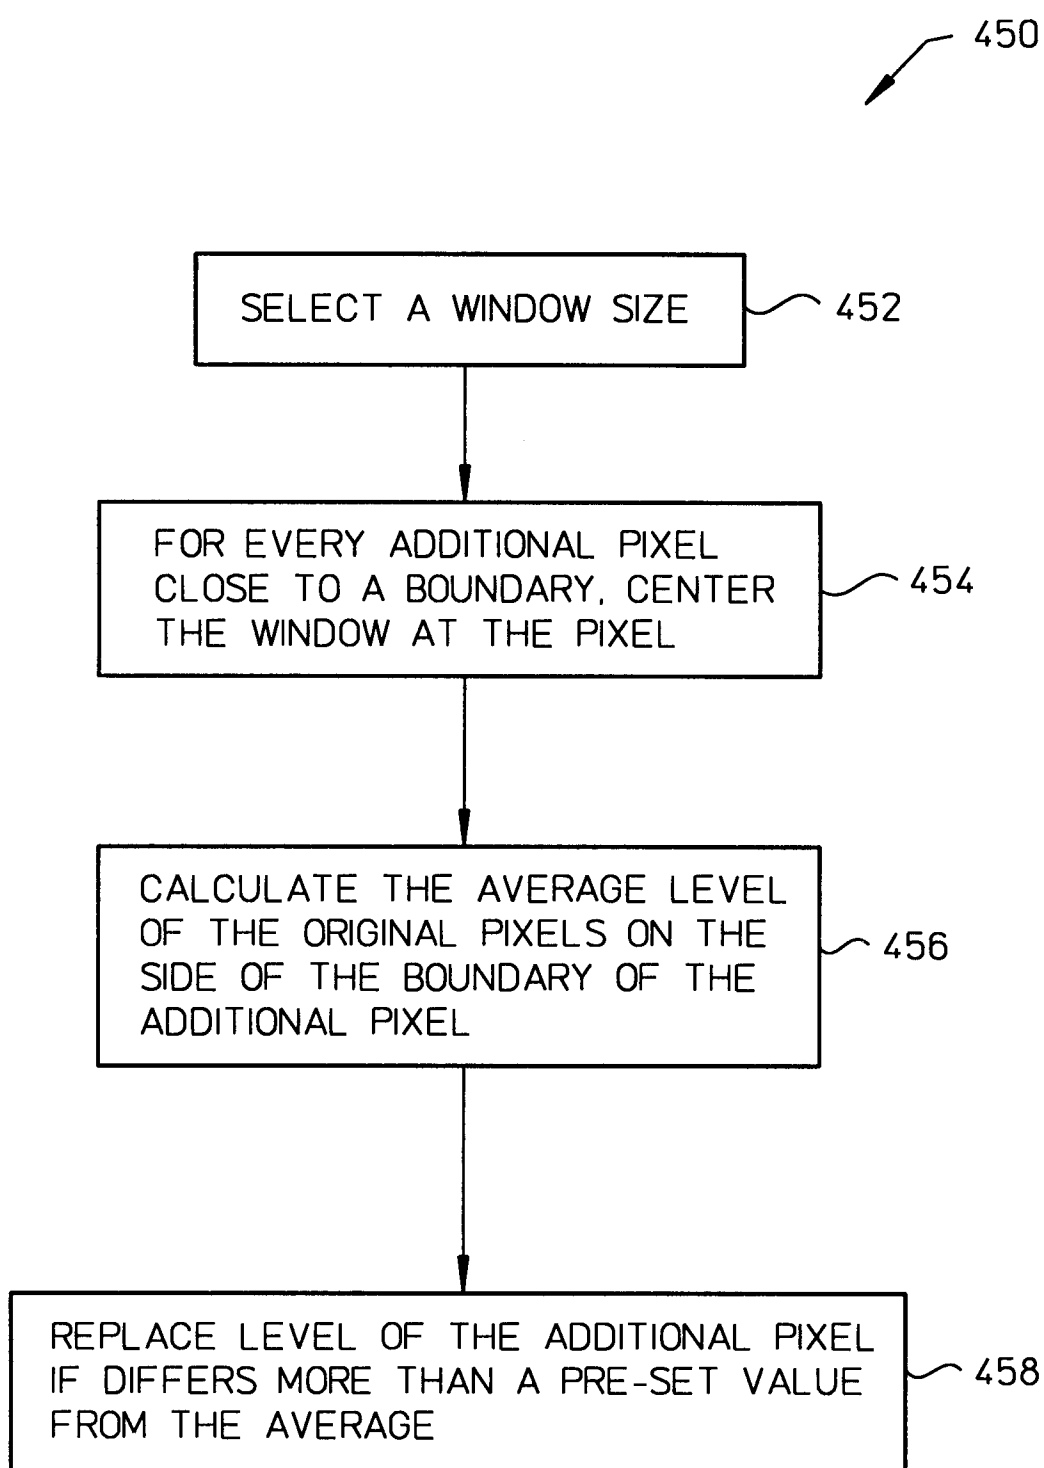 450
SELECT A WINDOW SIZE
452
FOR EVERY ADDITIONAL PIXEL
CLOSE TO A BOUNDARY, CENTER
THE WINDOW AT THE PIXEL
454
CALCULATE THE AVERAGE LEVEL
OF THE ORIGINAL PIXELS ON THE
SIDE OF THE BOUNDARY OF THE
ADDITIONAL PIXEL
456
REPLACE LEVEL OF THE ADDITIONAL PIXEL
IF DIFFERS MORE THAN A PRE-SET VALUE
FROM THE AVERAGE
458